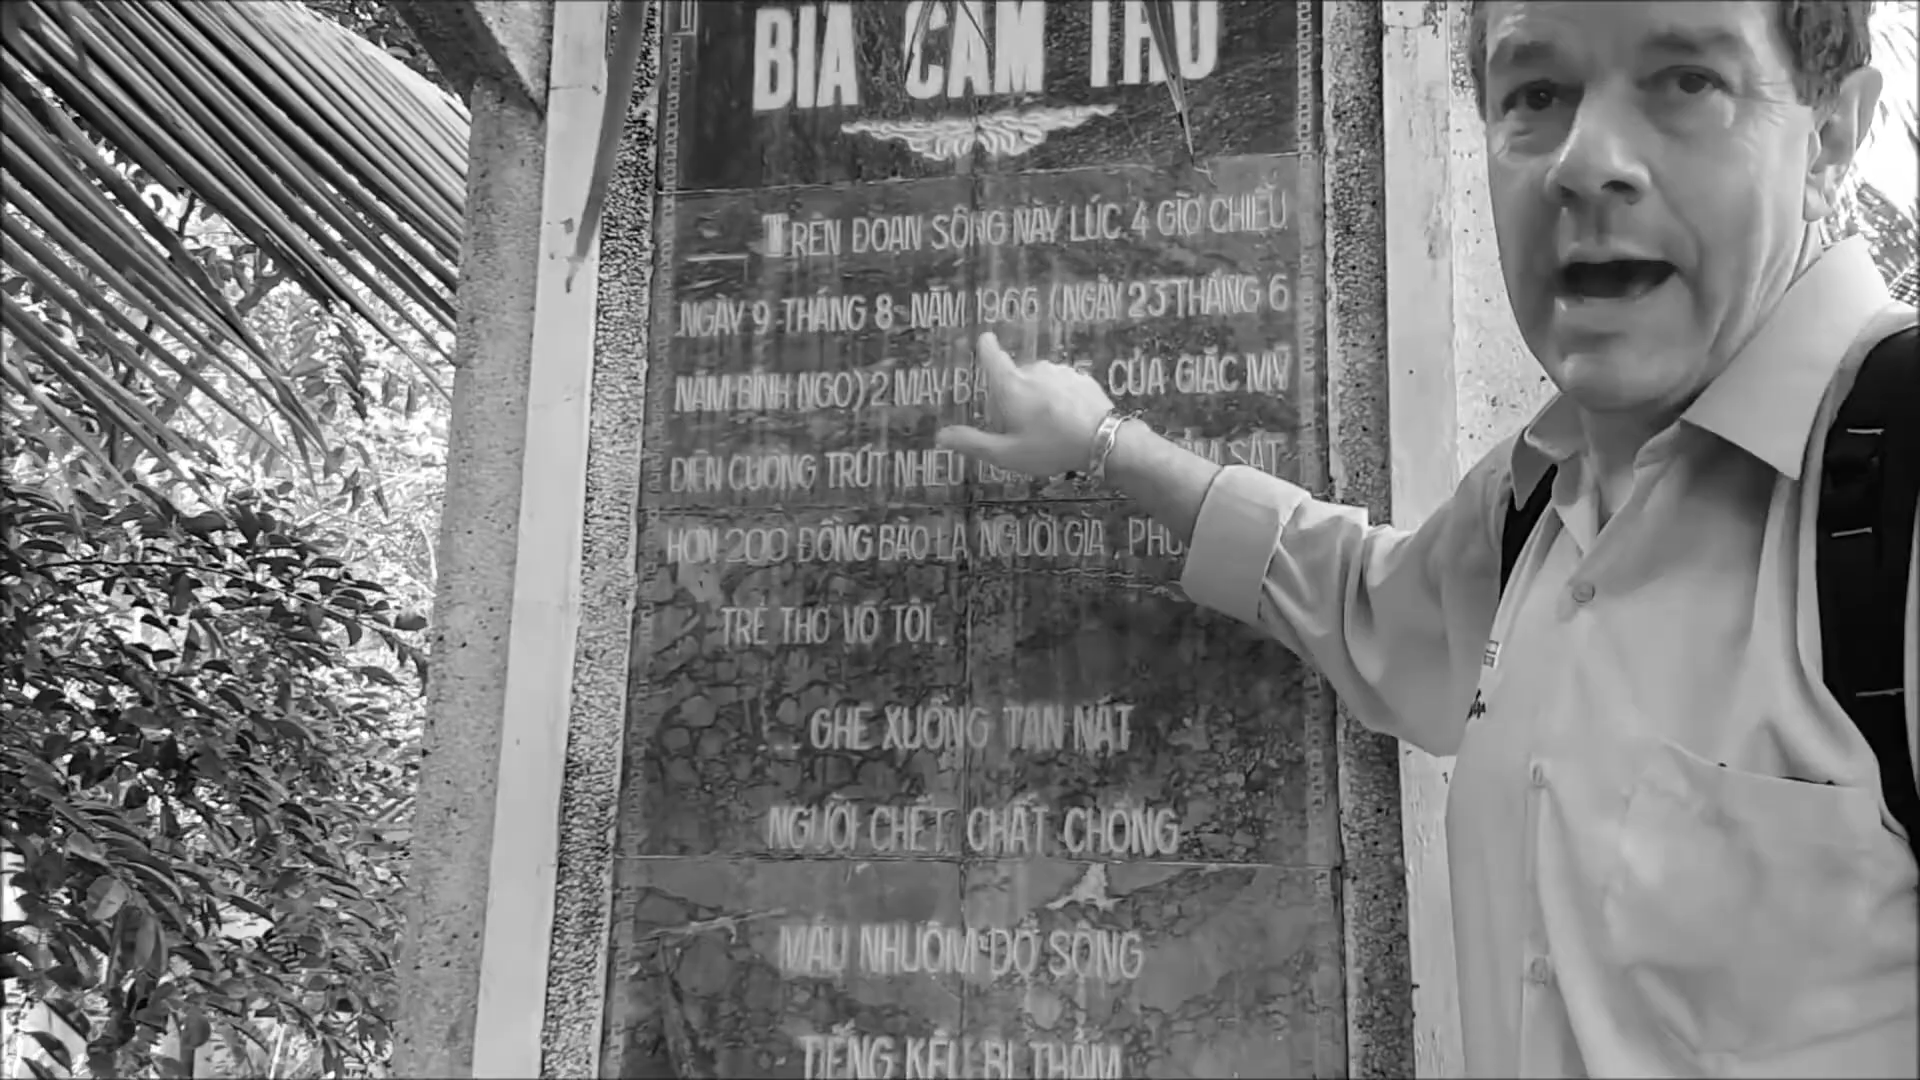 BIA CĂM THÙ
TRÊN ĐOẠN SÔNG NÀY LÚC 4 GIỜ CHIỀU
NGÀY 9 THÁNG 8 NĂM 1966 (NGÀY 23 THÁNG 6
NĂM BÍNH NGỌ) 2 MÁY BAY CỦA GIẶC MỸ
ĐIÊN CUỒNG TRÚT NHIỀU SÁT
HƠN 200 ĐỒNG BÀO LÀ NGƯỜI GIÀ, PHỤ
TRẺ THƠ VÔ TỘI.
GHE XUỒNG TAN NÁT
NGƯỜI CHẾT CHẤT CHỒNG
MÁU NHUỘM ĐỎ SÔNG
TIẾNG KÊU BI THẢM